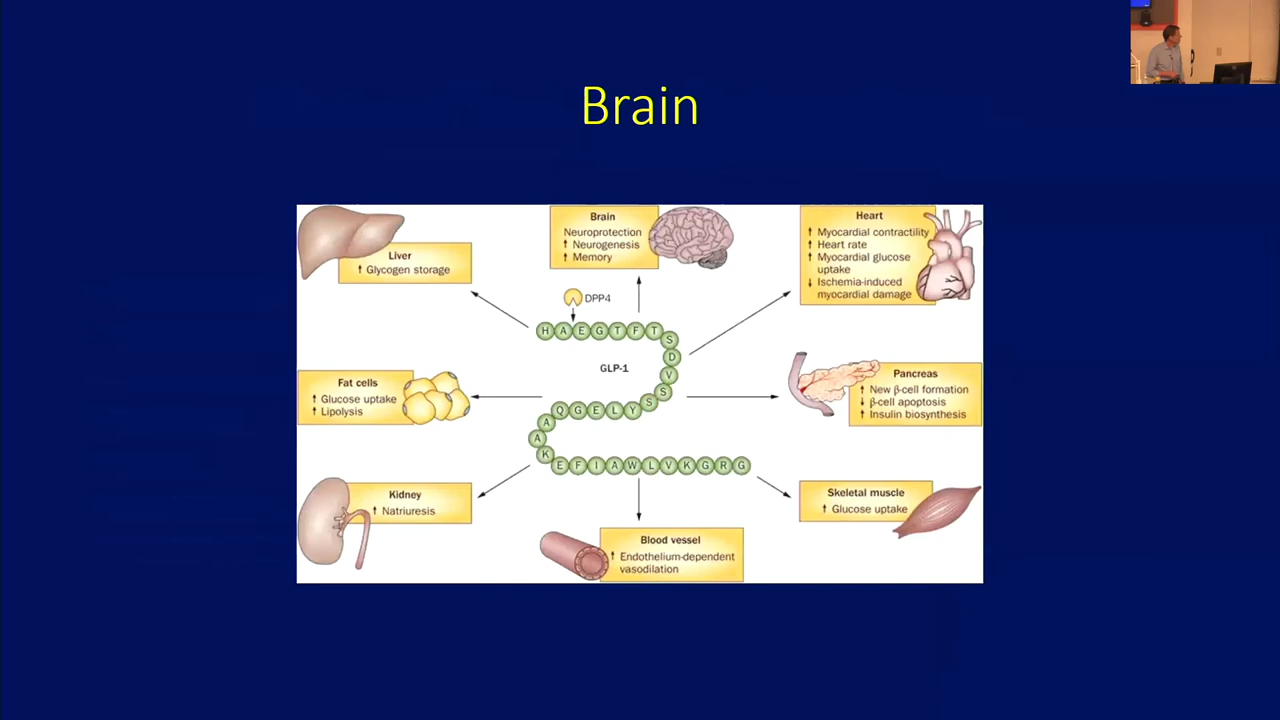 Brain
Liver
↑ Glycogen storage
Brain
Neuroprotection
↑ Neurogenesis
↑ Memory
Heart
↑ Myocardial contractility
↑ Heart rate
↑ Myocardial glucose
uptake
↓ Ischemia-induced
myocardial damage
DPP4
H A E G T F T S D V S S Y L E G Q A A K E F I A W L V K G R G
GLP-1
Fat cells
↑ Glucose uptake
↑ Lipolysis
Pancreas
↑ New β-cell formation
↓ β-cell apoptosis
↑ Insulin biosynthesis
Kidney
↑ Natriuresis
Blood vessel
↑ Endothelium-dependent
vasodilation
Skeletal muscle
↑ Glucose uptake